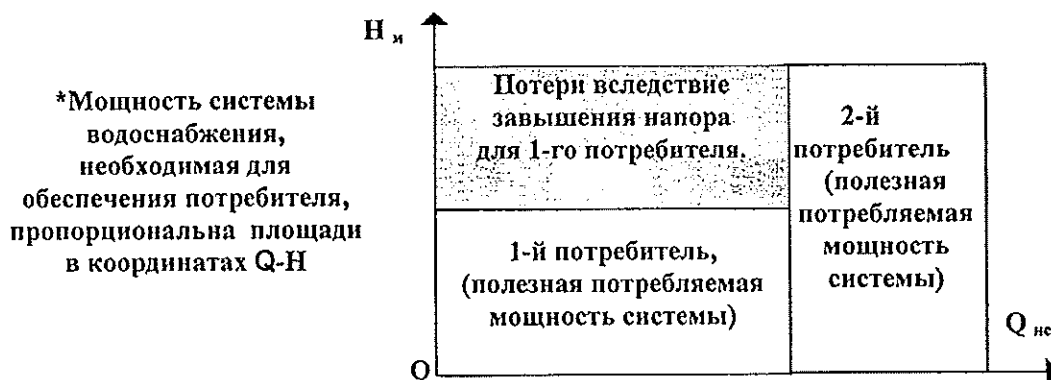 H и
*Мощность системы
водоснабжения,
необходимая для
обеспечения потребителя,
пропорциональна площади
в координатах Q-H
Потери вследствие
завышения напора
для 1-го потребителя.
2-й
потребитель
(полезная
потребляемая
мощность
системы)
1-й потребитель,
(полезная потребляемая
мощность системы)
O
Q не